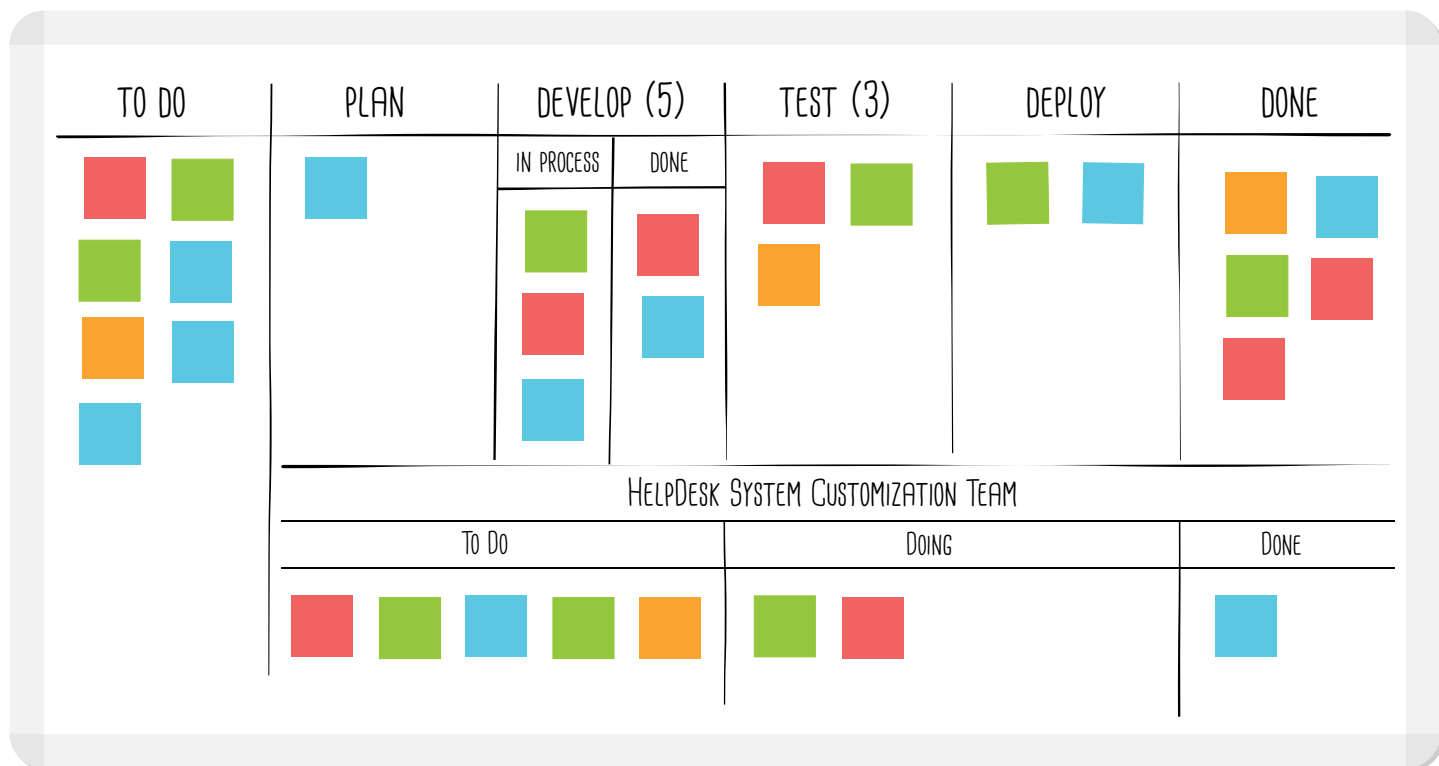 TO DO
PLAN
DEVELOP (5)
TEST (3)
DEPLOY
DONE
IN PROCESS
DONE
HELPDESK SYSTEM CUSTOMIZATION TEAM
TO DO
DOING
DONE